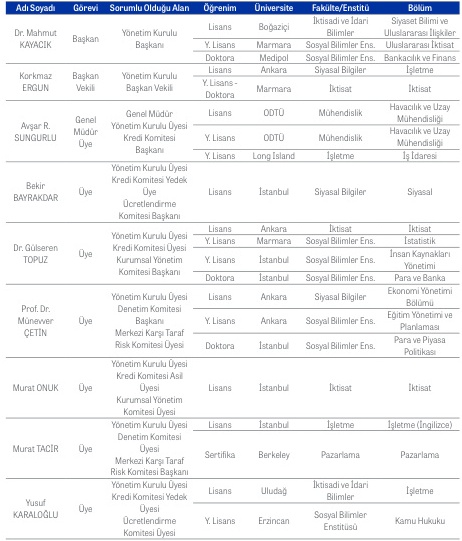 Adı Soyadı Görevi Sorumlu Olduğu Alan Öğrenim Üniversite Fakülte/Enstitü Bölüm
Dr. Mahmut KAYACIK Başkan Yönetim Kurulu Başkanı Lisans Boğaziçi İktisadi ve İdari Bilimler Siyaset Bilimi ve Uluslararası İlişkiler
Y. Lisans Marmara Sosyal Bilimler Ens. Uluslararası İktisat
Doktora Medipol Sosyal Bilimler Ens. Bankacılık ve Finans
Korkmaz ERGUN Başkan Vekili Yönetim Kurulu Başkan Vekili Lisans Ankara Siyasal Bilgiler İşletme
Y. Lisans - Doktora Marmara İktisat İktisat
Avşar R. SUNGURLU Genel Müdür Üye Genel Müdür Yönetim Kurulu Üyesi Kredi Komitesi Başkanı Lisans ODTÜ Mühendislik Havacılık ve Uzay Mühendisliği
Y. Lisans ODTÜ Mühendislik Havacılık ve Uzay Mühendisliği
Y. Lisans Long Island İşletme İş İdaresi
Bekir BAYRAKDAR Üye Yönetim Kurulu Üyesi Kredi Komitesi Yedek Üye Ücretlendirme Komitesi Başkanı Lisans İstanbul Siyasal Bilgiler Siyasal
Dr. Gülseren TOPUZ Üye Yönetim Kurulu Üyesi Kredi Komitesi Üyesi Kurumsal Yönetim Komitesi Başkanı Lisans Ankara İktisat İktisat
Y. Lisans Marmara Sosyal Bilimler Ens. İstatistik
Y. Lisans İstanbul Sosyal Bilimler Ens. İnsan Kaynakları Yönetimi
Doktora İstanbul Sosyal Bilimler Ens. Para ve Banka
Prof. Dr. Münevver ÇETİN Üye Yönetim Kurulu Üyesi Denetim Komitesi Başkanı Merkezi Karşı Taraf Risk Komitesi Üyesi Lisans Ankara Siyasal Bilgiler Ekonomi Yönetimi Bölümü
Y. Lisans Ankara Sosyal Bilimler Ens. Eğitim Yönetimi ve Planlaması
Doktora İstanbul Sosyal Bilimler Ens. Para ve Piyasa Politikası
Murat ONUK Üye Yönetim Kurulu Üyesi Kredi Komitesi Asil Üyesi Kurumsal Yönetim Komitesi Üyesi Lisans İstanbul İktisat İktisat
Murat TACİR Üye Yönetim Kurulu Üyesi Denetim Komitesi Üyesi Merkezi Karşı Taraf Risk Komitesi Başkanı Lisans İstanbul İşletme İşletme (İngilizce)
Sertifika Berkeley Pazarlama Pazarlama
Yusuf KARALOĞLU Üye Yönetim Kurulu Üyesi Kredi Komitesi Yedek Üyesi Ücretlendirme Komitesi Üyesi Lisans Uludağ İktisadi ve İdari Bilimler İşletme
Y. Lisans Erzincan Sosyal Bilimler Enstitüsü Kamu Hukuku